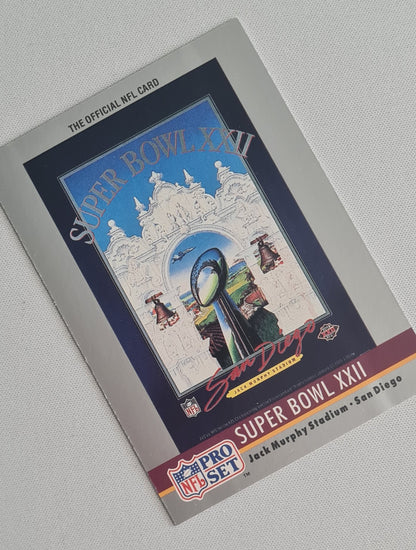 THE OFFICIAL NFL CARD
SUPER BOWL XXII
San Diego
JACK MURPHY STADIUM
NFL
SUPER BOWL XXII
Jack Murphy Stadium • San Diego
NFL
PRO
SET
TM